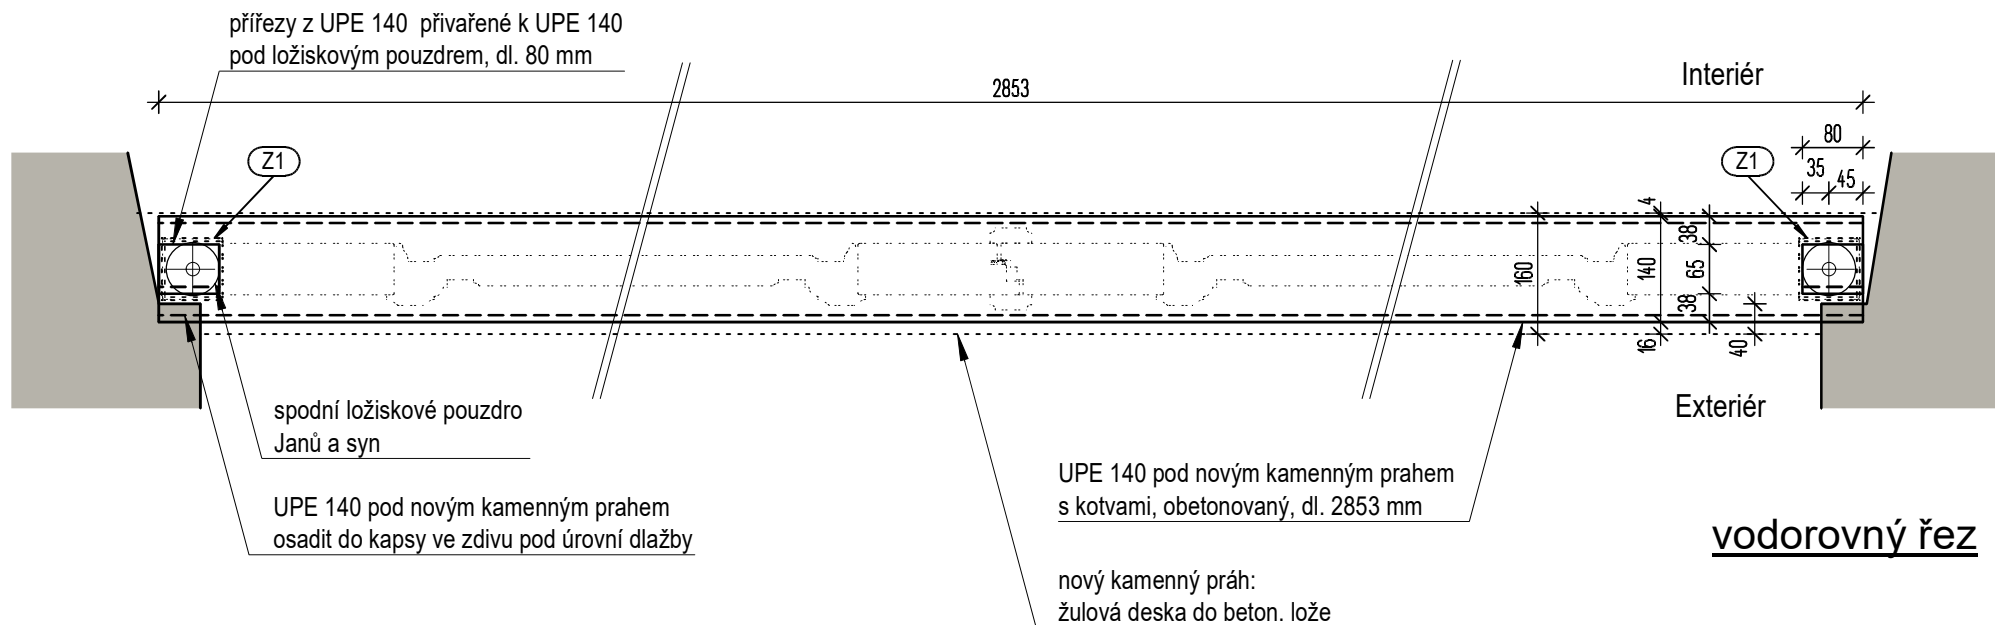 přířezy z UPE 140  přivařené k UPE 140
pod ložiskovým pouzdrem, dl. 80 mm
Interiér
2853
80
Z1
Z1
35
45
4
38
160
140
65
38
16
40
spodní ložiskové pouzdro
Janů a syn
Exteriér
UPE 140 pod novým kamenným prahem
osadit do kapsy ve zdivu pod úrovní dlažby
UPE 140 pod novým kamenným prahem
s kotvami, obetonovaný, dl. 2853 mm
vodorovný řez
nový kamenný práh:
žulová deska do beton. lože